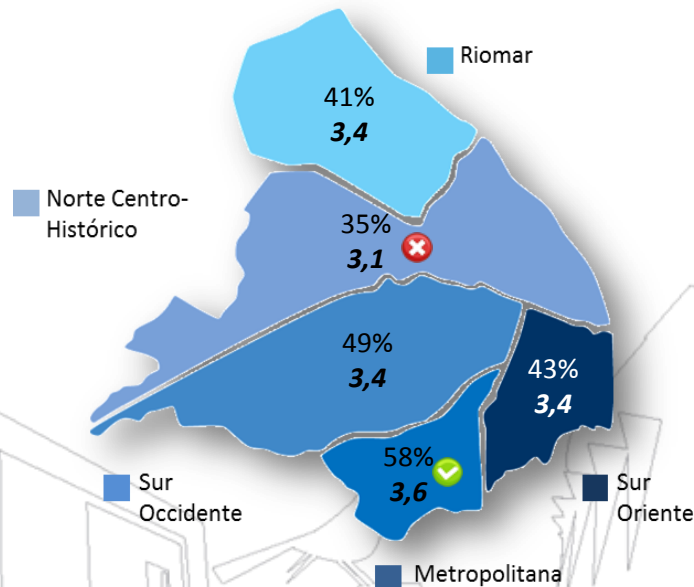 Riomar
41%
3,4
Norte Centro-
Histórico
35%
3,1
49%
3,4
43%
3,4
58%
3,6
Sur
Occidente
Sur
Oriente
Metropolitana